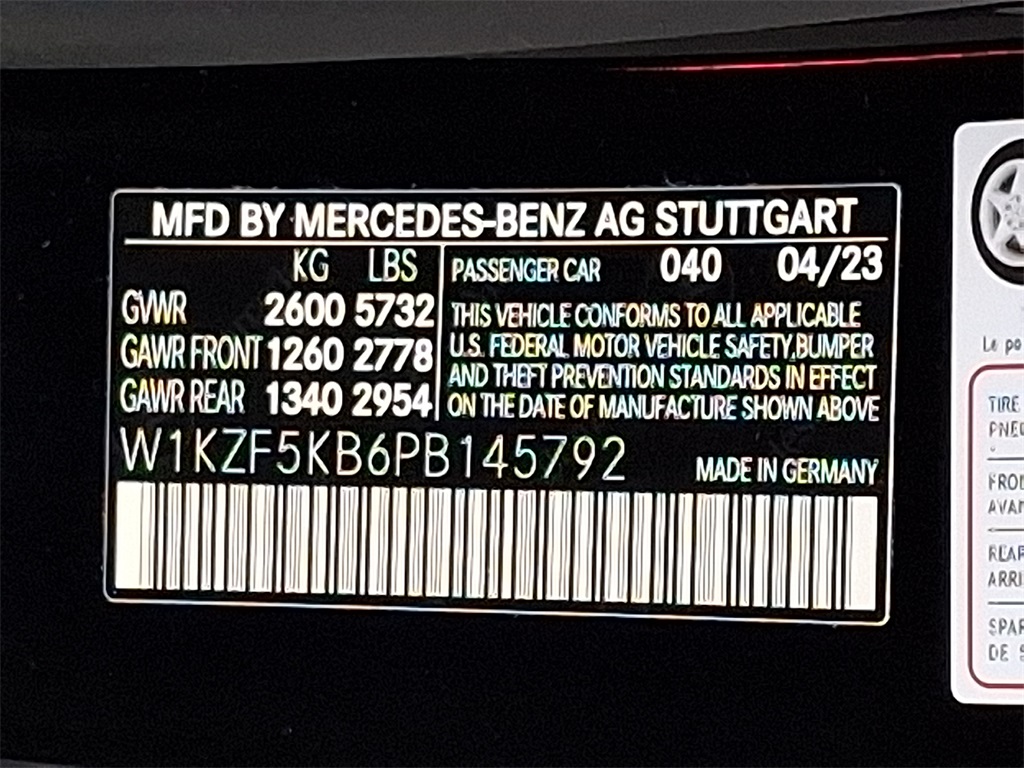 MFD BY MERCEDES-BENZ AG STUTTGART
KG LBS
GVWR 2600 5732
GAWR FRONT 1260 2778
GAWR REAR 1340 2954
PASSENGER CAR 040 04/23
THIS VEHICLE CONFORMS TO ALL APPLICABLE
U.S. FEDERAL MOTOR VEHICLE SAFETY,BUMPER
AND THEFT PREVENTION STANDARDS IN EFFECT
ON THE DATE OF MANUFACTURE SHOWN ABOVE
W1KZF5KB6PB145792
MADE IN GERMANY
Le
TIRE
DE